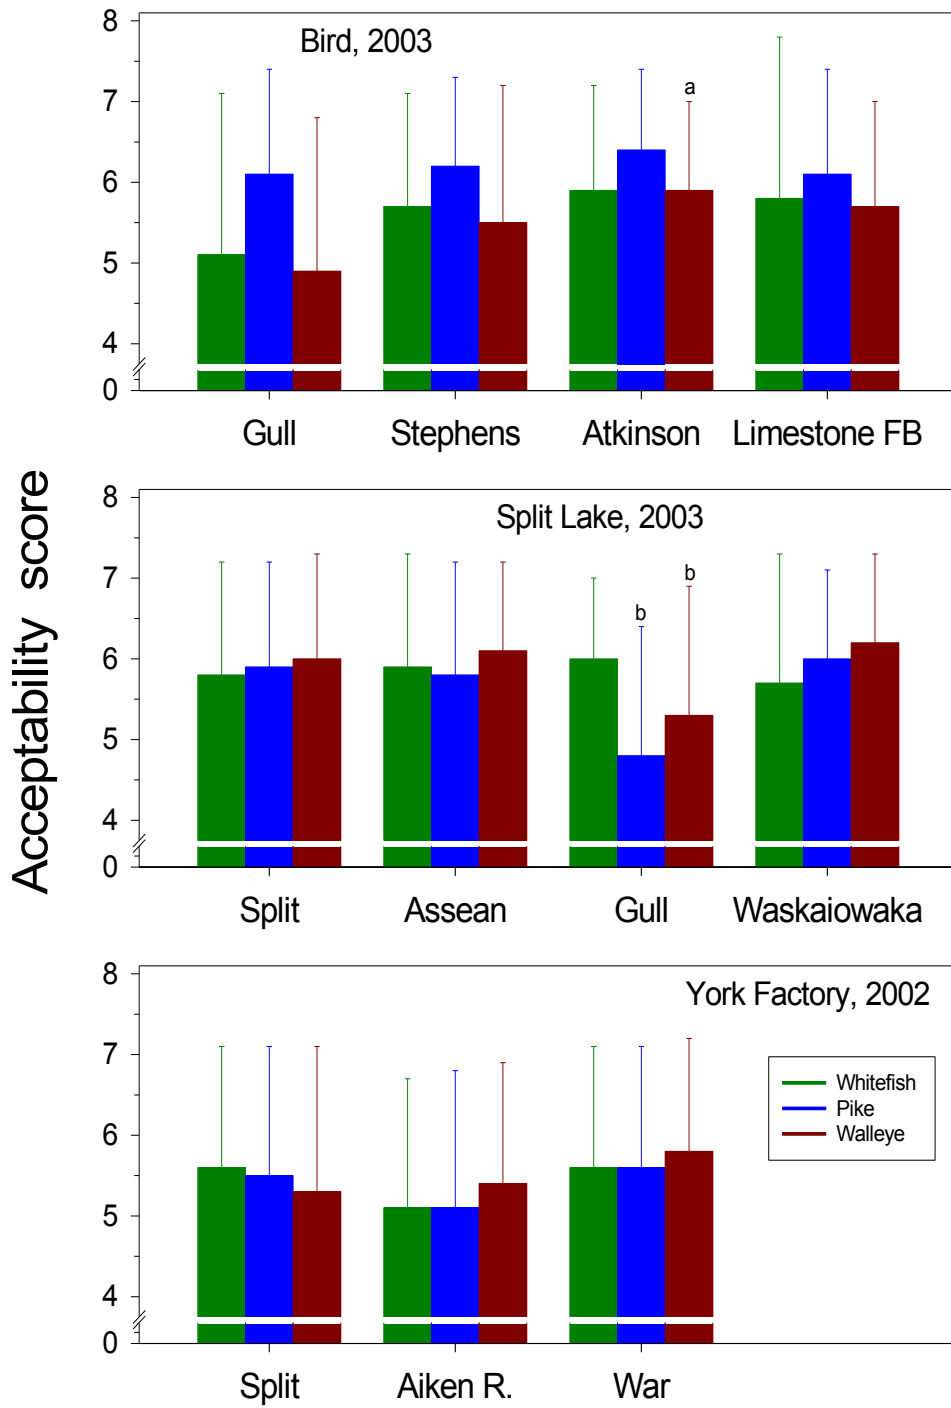 Acceptability score
Bird, 2003
8
7
6
5
4
0
a
Gull Stephens Atkinson Limestone FB
Split Lake, 2003
8
7
6
5
4
0
b
b
Split Assean Gull Waskaiowaka
York Factory, 2002
8
7
6
5
4
0
Whitefish
Pike
Walleye
Split Aiken R. War